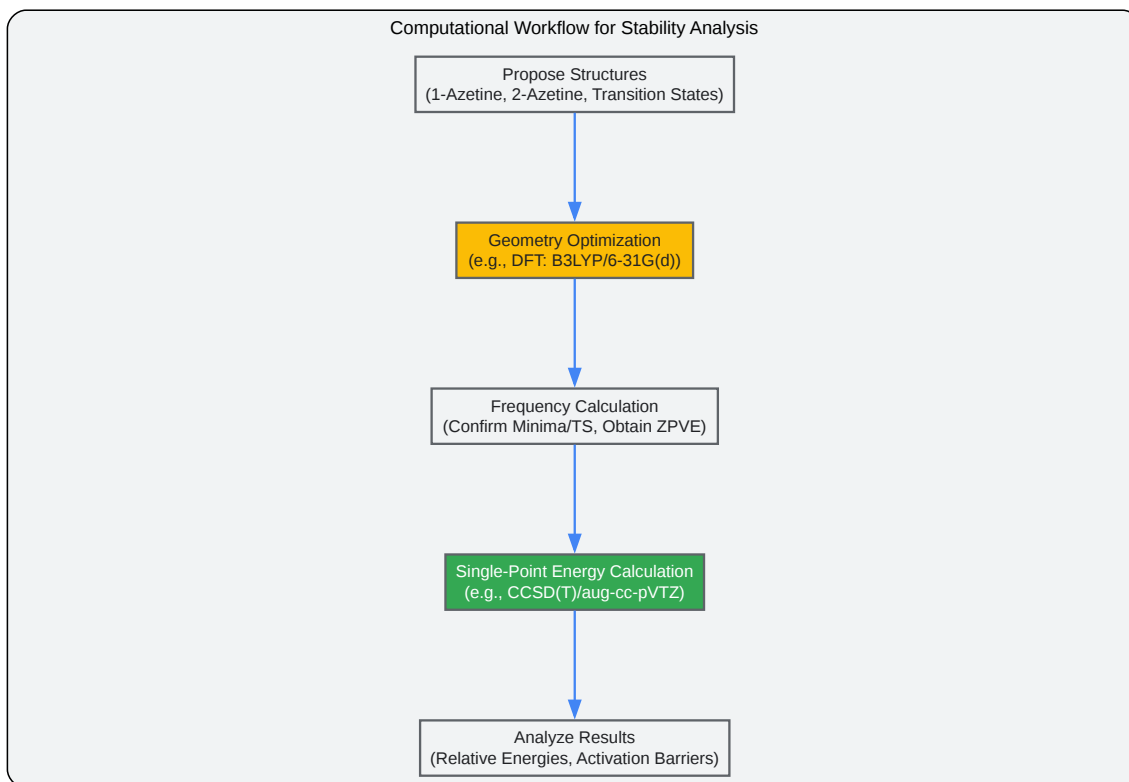 Computational Workflow for Stability Analysis
Propose Structures
(1-Azetine, 2-Azetine, Transition States)
Geometry Optimization
(e.g., DFT: B3LYP/6-31G(d))
Frequency Calculation
(Confirm Minima/TS, Obtain ZPVE)
Single-Point Energy Calculation
(e.g., CCSD(T)/aug-cc-pVTZ)
Analyze Results
(Relative Energies, Activation Barriers)